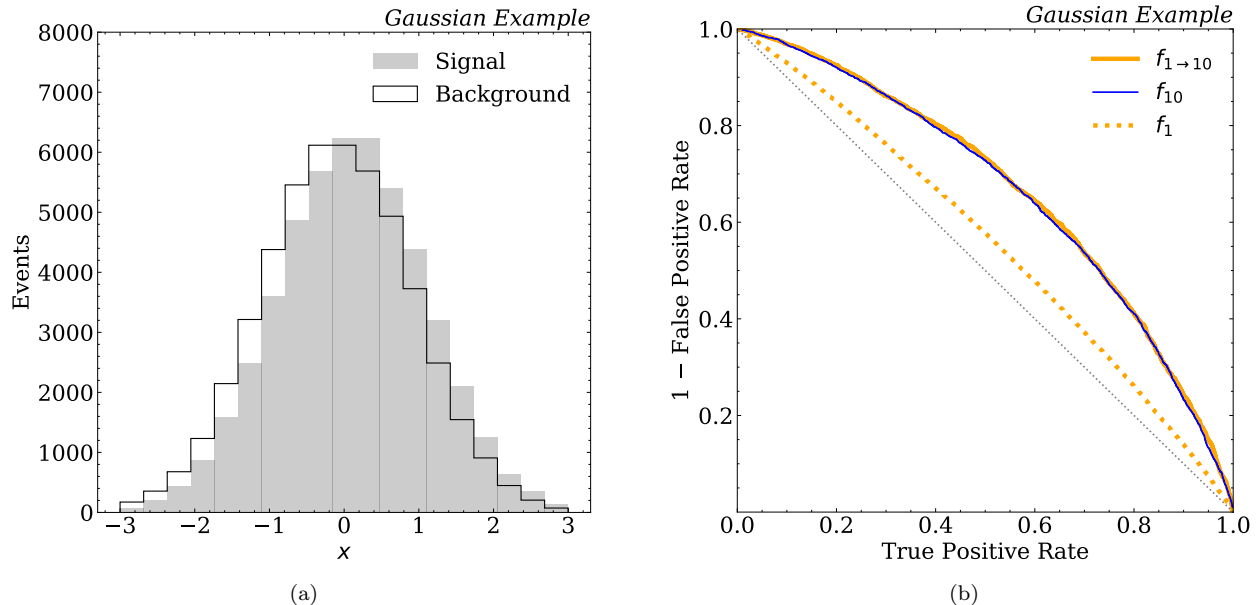 Gaussian Example
8000
7000
6000
5000
4000
3000
2000
1000
0
Events
Signal
Background
−3 −2 −1 0 1 2 3
x
(a)
Gaussian Example
1.0
0.8
0.6
0.4
0.2
1 − False Positive Rate
f1→10
f10
f1
0.0 0.2 0.4 0.6 0.8 1.0
True Positive Rate
(b)